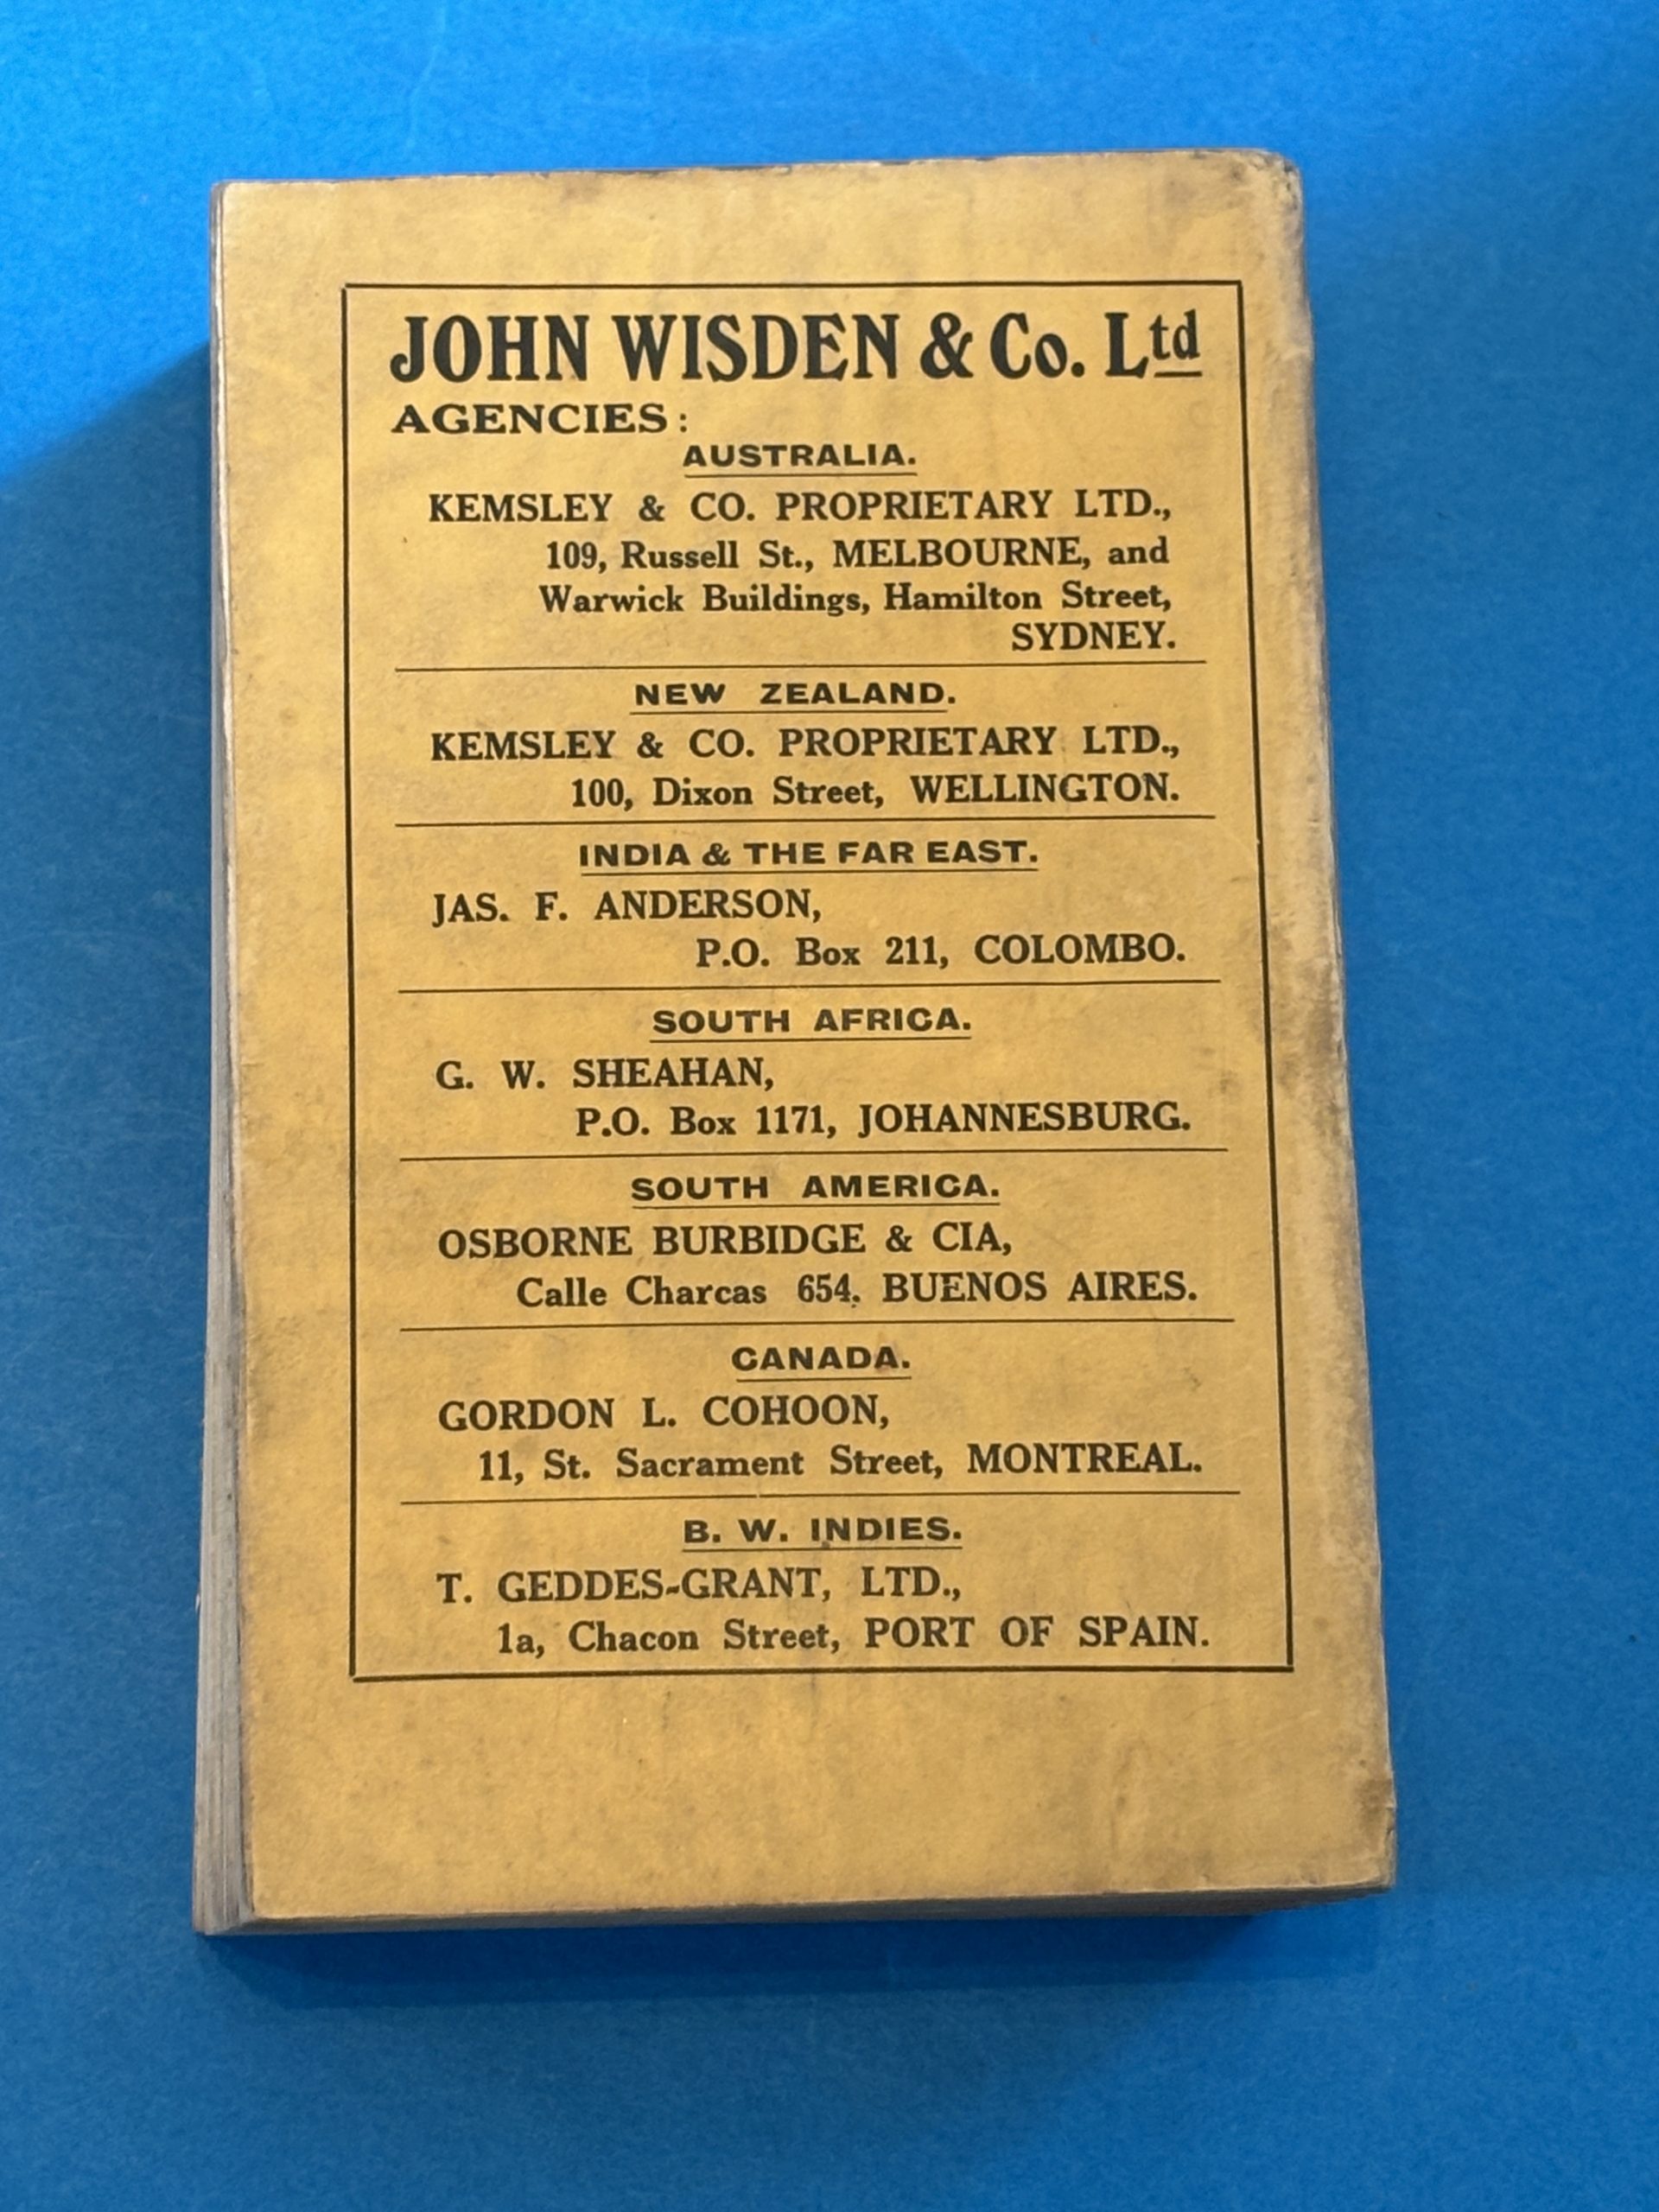 JOHN WISDEN & Co. Ltd
AGENCIES:
AUSTRALIA.
KEMSLEY & CO. PROPRIETARY LTD.,
109, Russell St., MELBOURNE, and
Warwick Buildings, Hamilton Street,
SYDNEY.
NEW ZEALAND.
KEMSLEY & CO. PROPRIETARY LTD.,
100, Dixon Street, WELLINGTON.
INDIA & THE FAR EAST.
JAS. F. ANDERSON,
P.O. Box 211, COLOMBO.
SOUTH AFRICA.
G. W. SHEAHAN,
P.O. Box 1171, JOHANNESBURG.
SOUTH AMERICA.
OSBORNE BURBIDGE & CIA,
Calle Charcas 654. BUENOS AIRES.
CANADA.
GORDON L. COHOON,
11, St. Sacrament Street, MONTREAL.
B. W. INDIES.
T. GEDDES-GRANT, LTD.,
1a, Chacon Street, PORT OF SPAIN.